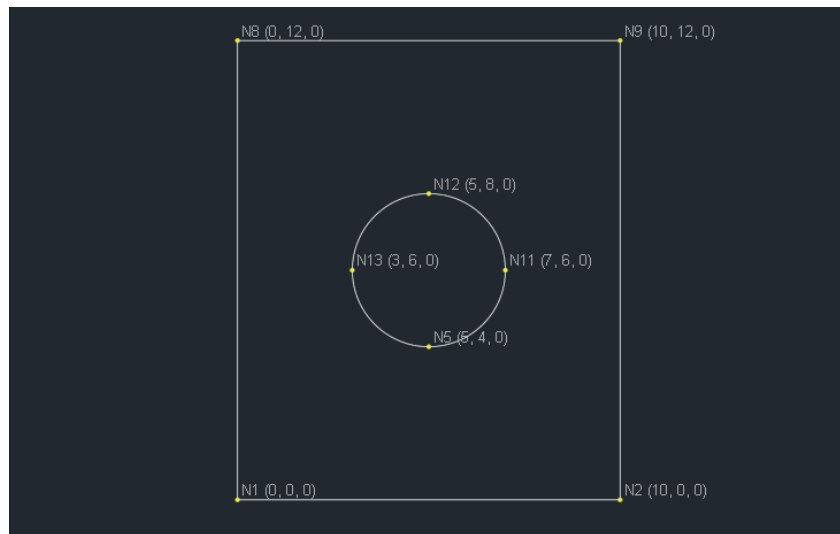 N8 (0, 12, 0)
N9 (10, 12, 0)
N12 (5, 8, 0)
N13 (3, 6, 0)
N11 (7, 6, 0)
N5 (5, 4, 0)
N1 (0, 0, 0)
N2 (10, 0, 0)